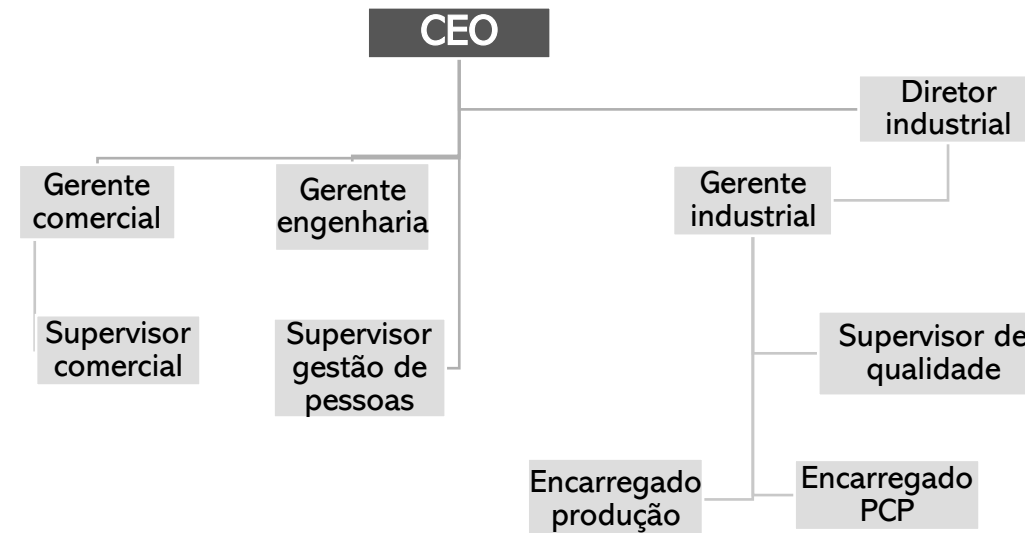 CEO
Diretor
industrial
Gerente
comercial
Gerente
engenharia
Gerente
industrial
Supervisor
comercial
Supervisor
gestão de
pessoas
Supervisor de
qualidade
Encarregado
produção
Encarregado
PCP